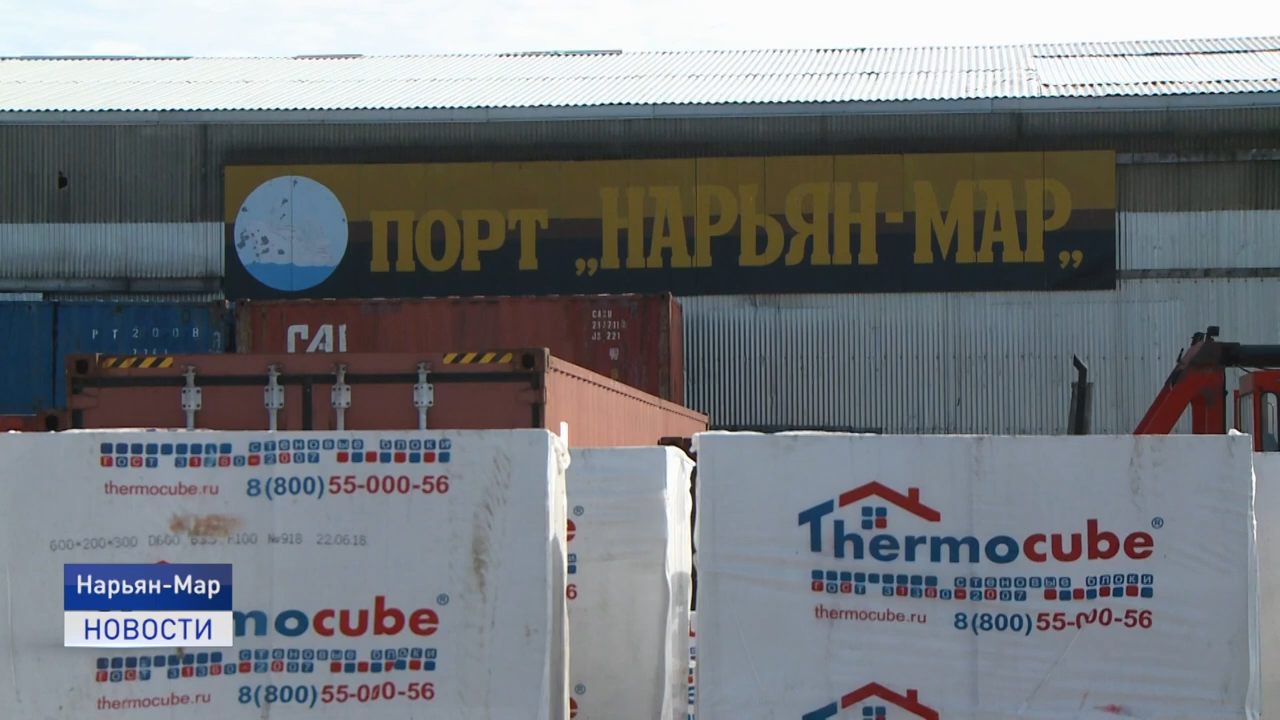 ПОРТ „НАРЬЯН-МАР„
РТ 2008
CAI
СТЕНОВЫЕ БЛОКИ
ГОСТ 31360-2007
thermocube.ru 8(800)55-000-56
600*200*300 D600 B3.5 F100 №918 22.06.18
Нарьян-Мар
НОВОСТИ
mocube®
СТЕНОВЫЕ БЛОКИ
ГОСТ 31360-2007
thermocube.ru 8(800)55-000-56
Thermocube®
СТЕНОВЫЕ БЛОКИ
ГОСТ 31360-2007
thermocube.ru 8(800)55-000-56